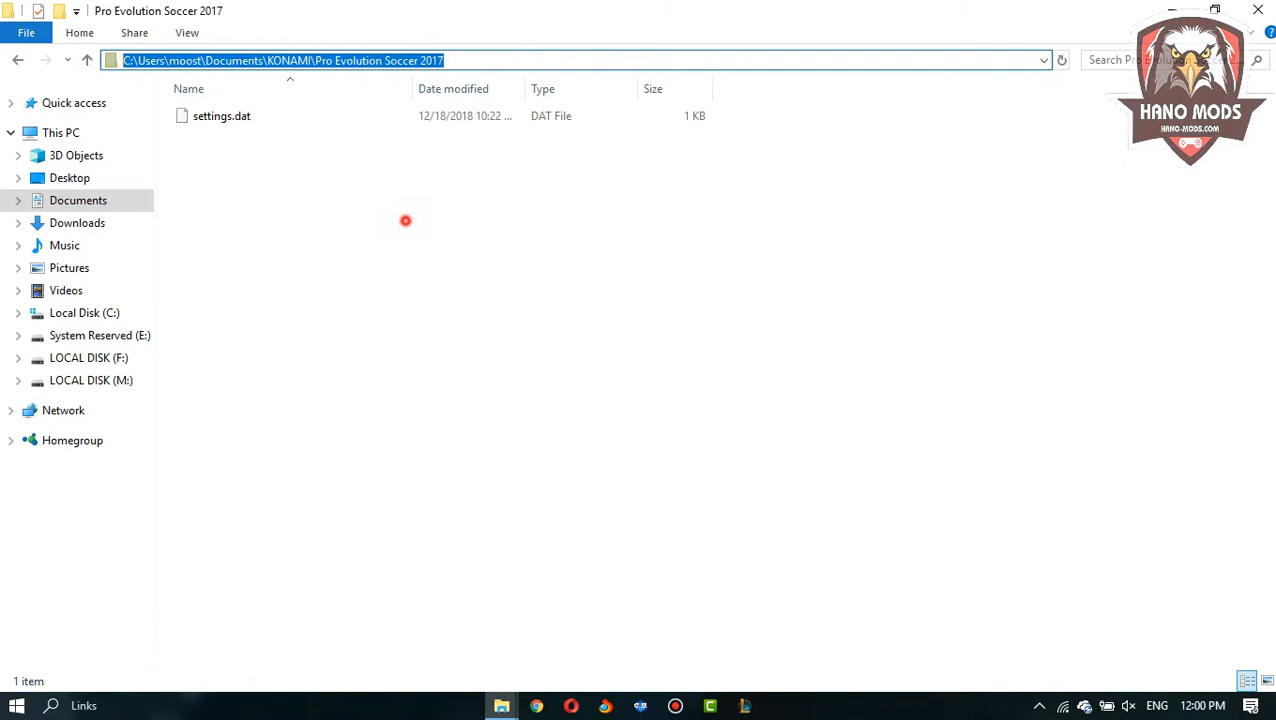 Pro Evolution Soccer 2017
File Home Share View
C:\Users\moost\Documents\KONAMI\Pro Evolution Soccer 2017
Name Date modified Type Size
settings.dat 12/18/2018 10:22 ... DAT File 1 KB
Quick access
This PC
3D Objects
Desktop
Documents
Downloads
Music
Pictures
Videos
Local Disk (C:)
System Reserved (E:)
LOCAL DISK (F:)
LOCAL DISK (M:)
Network
Homegroup
HANO MODS
HANO-MODS.COM
1 item
Links ENG 12:00 PM